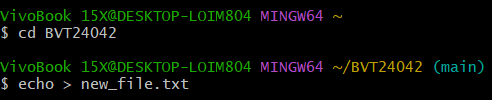 VivoBook 15X@DESKTOP-LOIM804 MINGW64 ~
$ cd BVT24042
VivoBook 15X@DESKTOP-LOIM804 MINGW64 ~/BVT24042 (main)
$ echo > new_file.txt